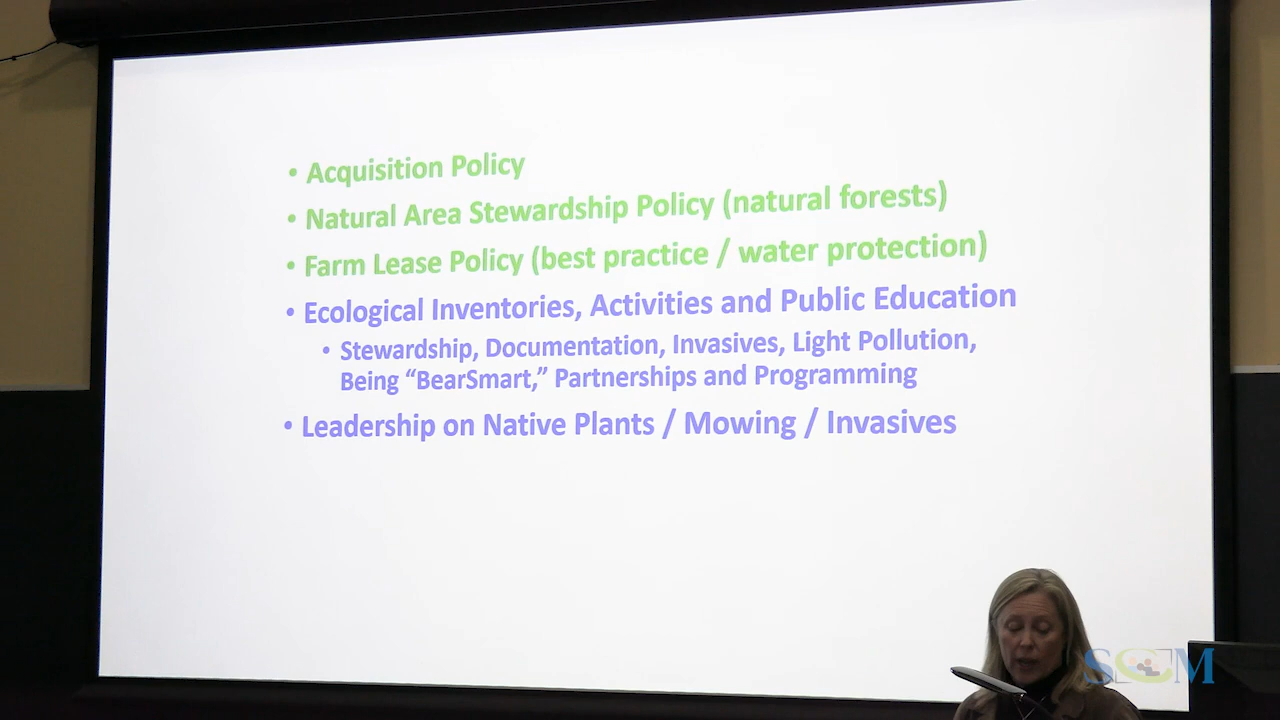 • Acquisition Policy
• Natural Area Stewardship Policy (natural forests)
• Farm Lease Policy (best practice / water protection)
• Ecological Inventories, Activities and Public Education
• Stewardship, Documentation, Invasives, Light Pollution,
Being “BearSmart,” Partnerships and Programming
• Leadership on Native Plants / Mowing / Invasives
SCM